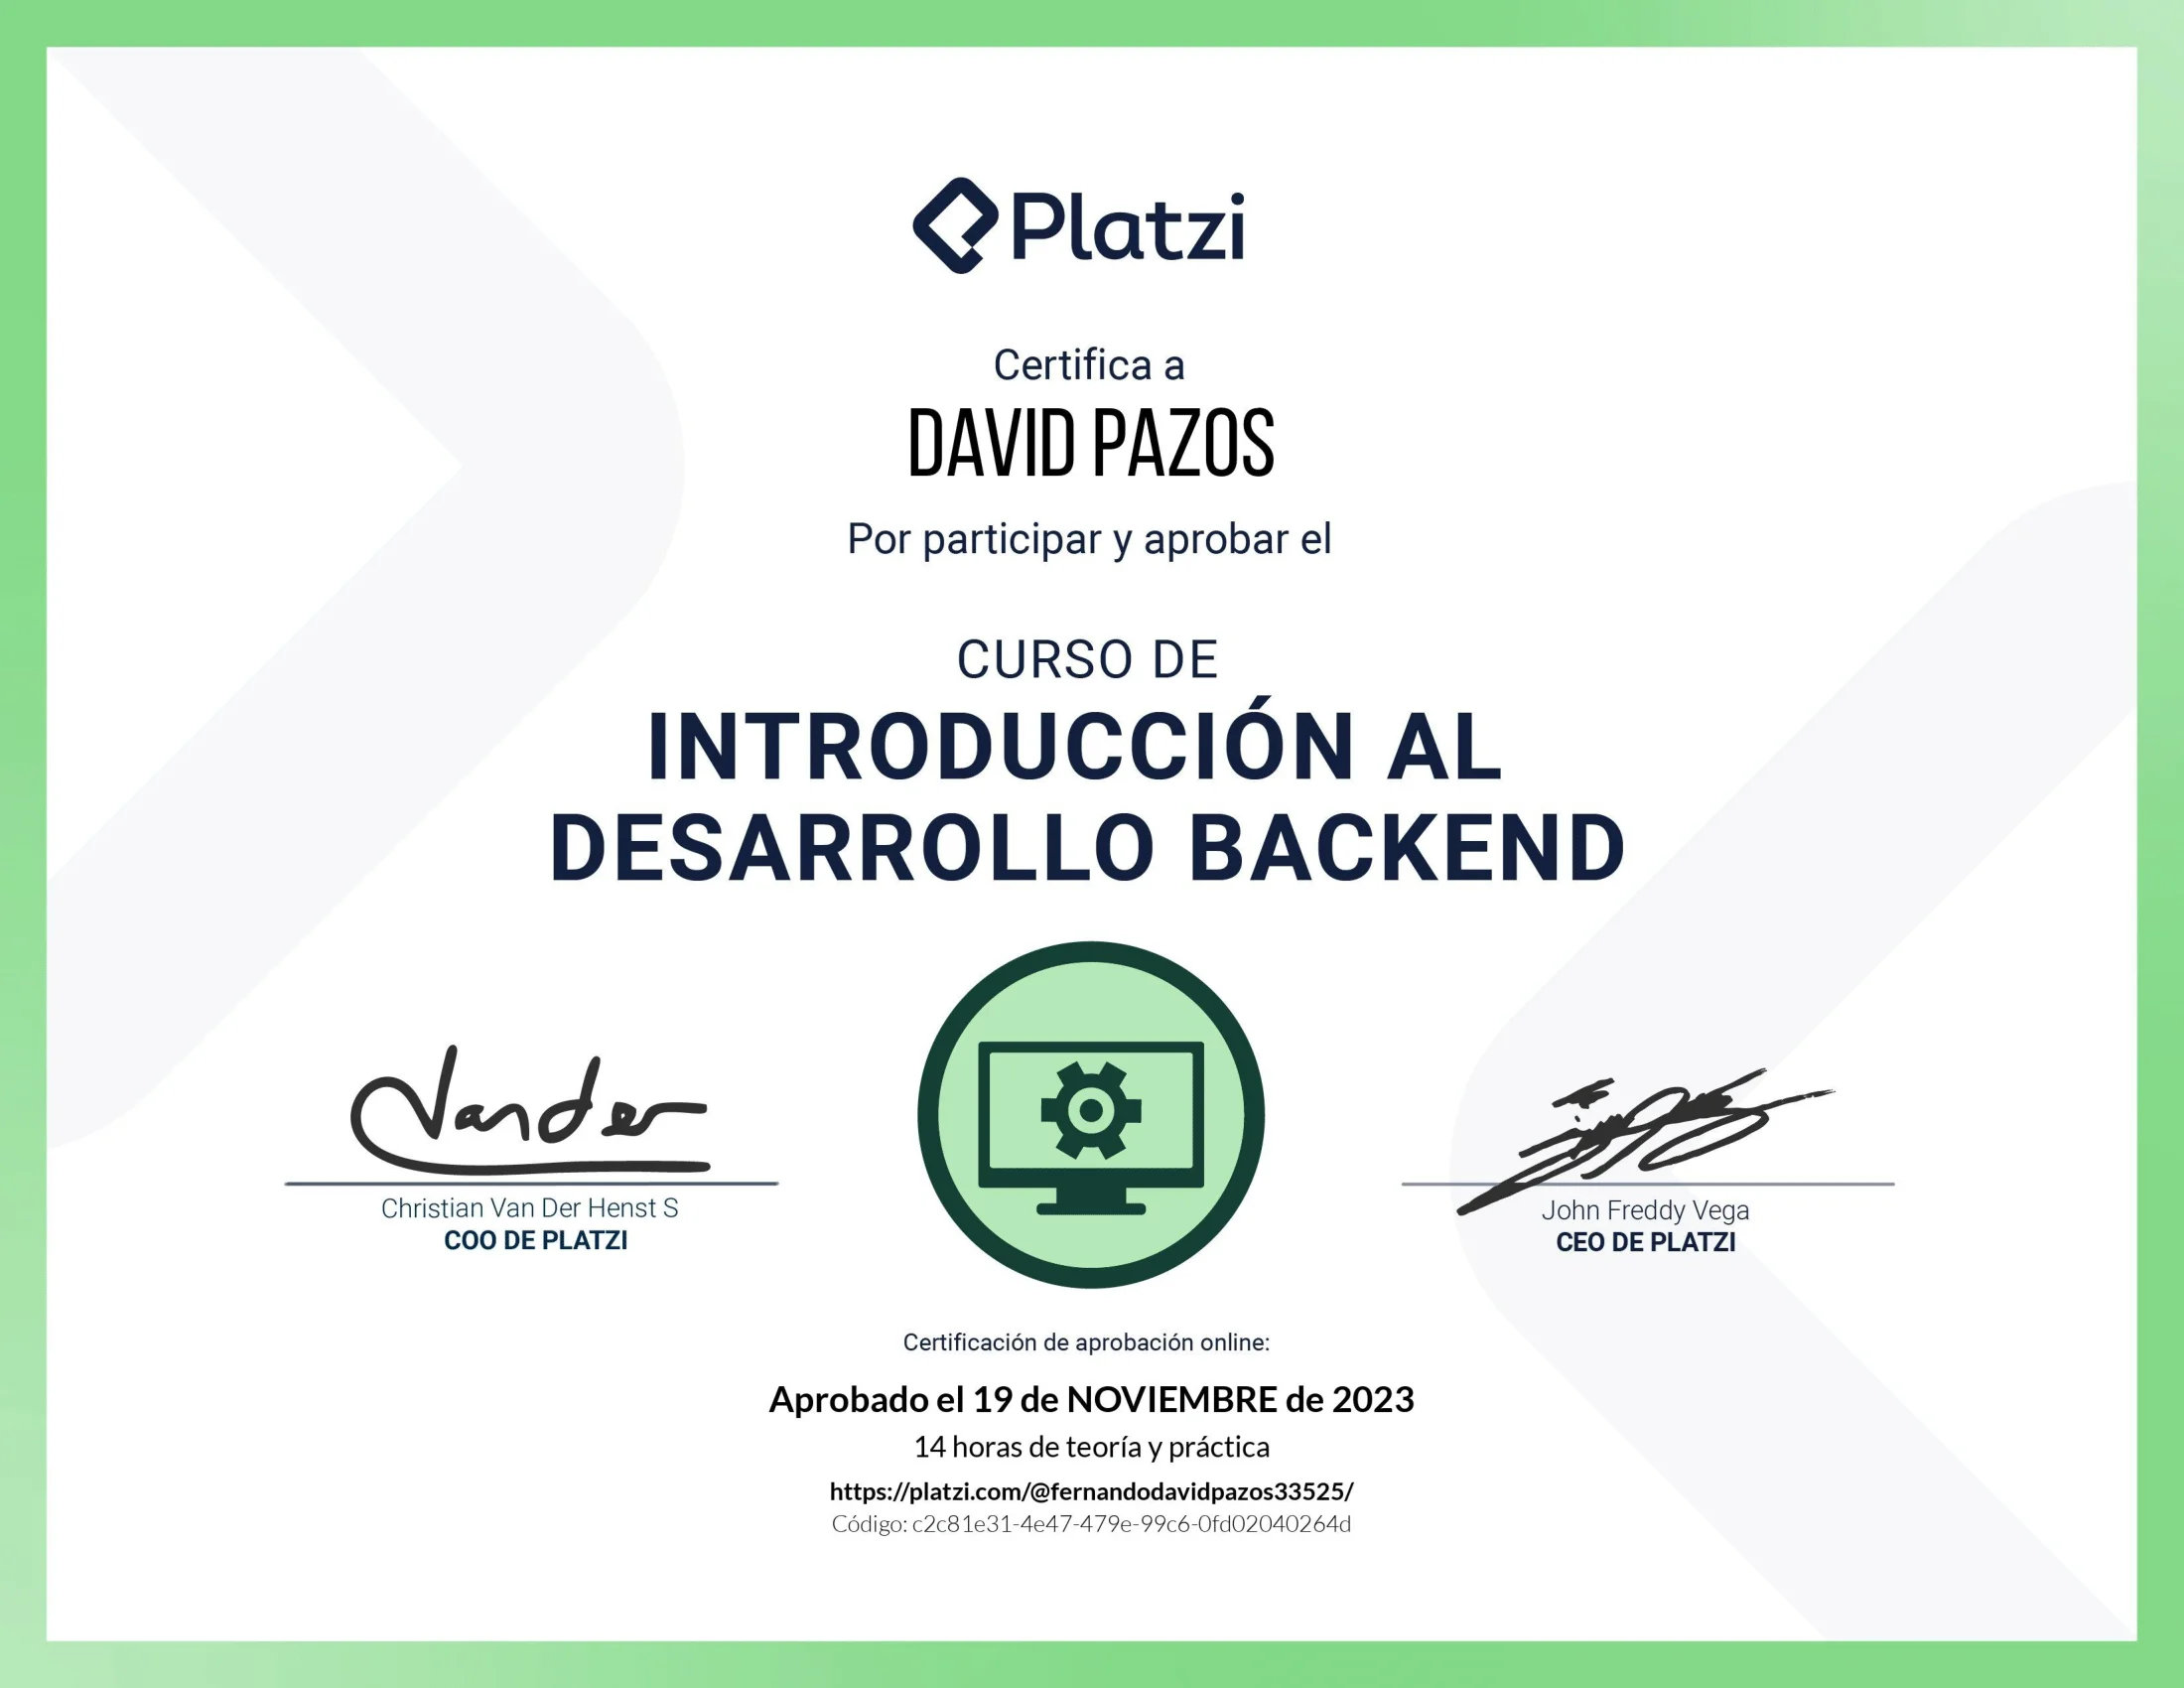 Platzi
Certifica a
DAVID PAZOS
Por participar y aprobar el
CURSO DE
INTRODUCCIÓN AL
DESARROLLO BACKEND
Vander
Christian Van Der Henst S
COO DE PLATZI
John Freddy Vega
CEO DE PLATZI
Certificación de aprobación online:
Aprobado el 19 de NOVIEMBRE de 2023
14 horas de teoría y práctica
https://platzi.com/@fernandodavidpazos33525/
Código: c2c81e31-4e47-479e-99c6-0fd02040264d